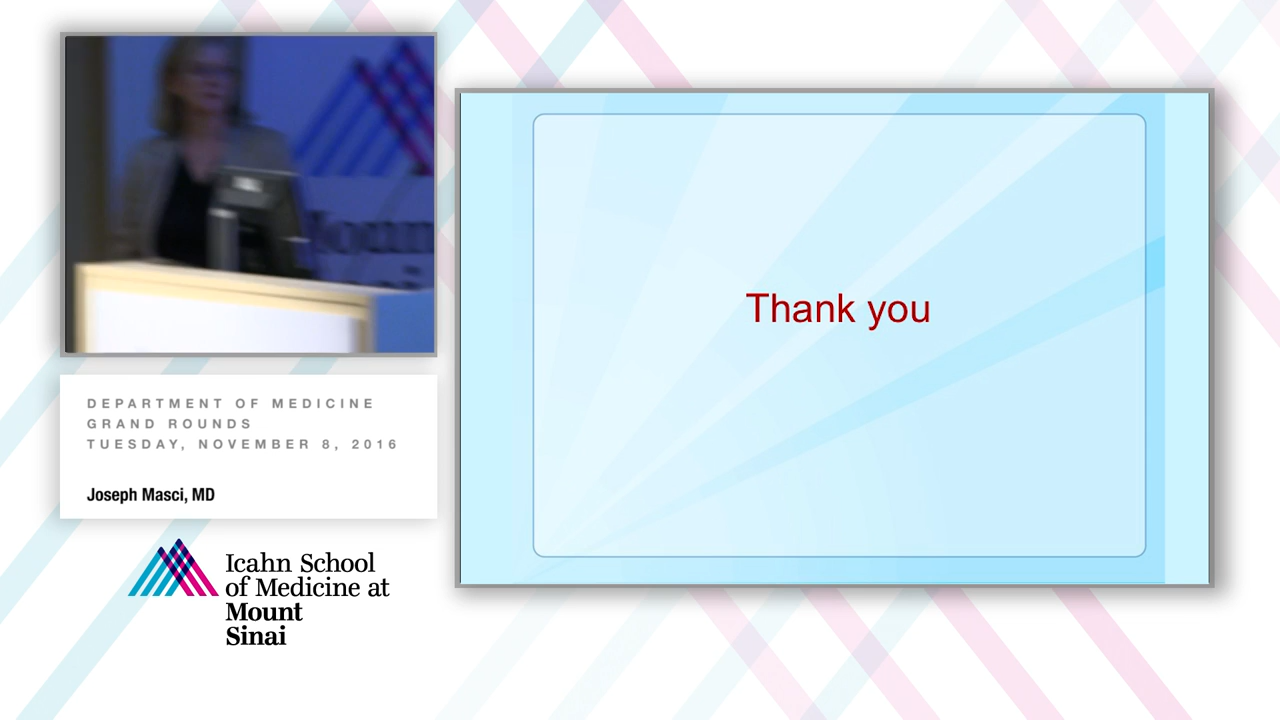 DEPARTMENT OF MEDICINE
GRAND ROUNDS
TUESDAY, NOVEMBER 8, 2016
Joseph Masci, MD
Icahn School
of Medicine at
Mount
Sinai
Thank you